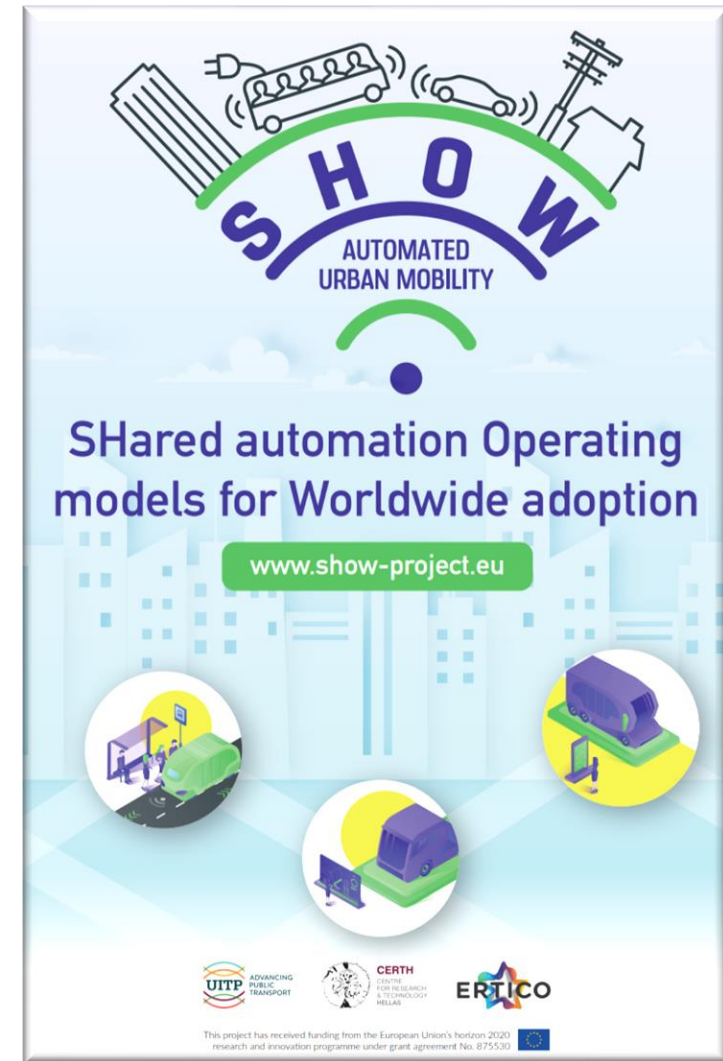 SHOW
AUTOMATED
URBAN MOBILITY
SHared automation Operating
models for Worldwide adoption
www.show-project.eu
UITP
ADVANCING
PUBLIC
TRANSPORT
CERTH
CENTRE
FOR RESEARCH
& TECHNOLOGY
HELLAS
ERTICO
This project has received funding from the European Union's horizon 2020
research and innovation programme under grant agreement No. 875530